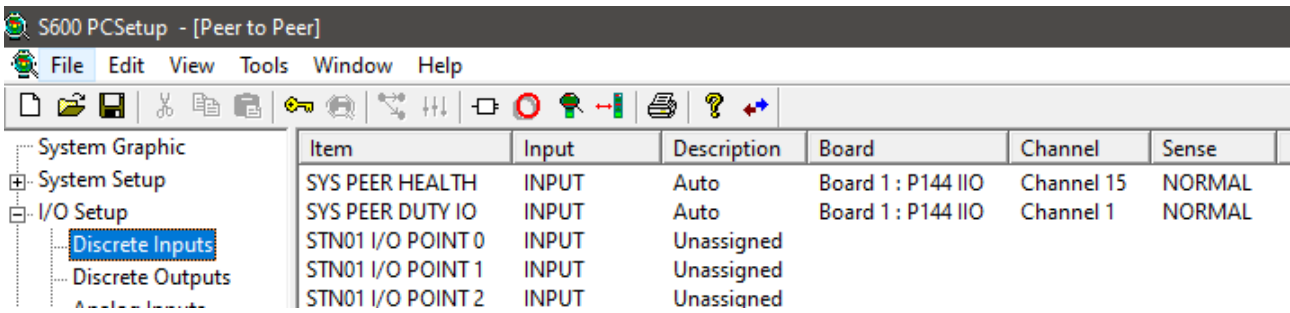 S600 PCSetup - [Peer to Peer]
File Edit View Tools Window Help
System Graphic
System Setup
I/O Setup
Discrete Inputs
Discrete Outputs
Analog Inputs
Item Input Description Board Channel Sense
SYS PEER HEALTH INPUT Auto Board 1 : P144 IIO Channel 15 NORMAL
SYS PEER DUTY IO INPUT Auto Board 1 : P144 IIO Channel 1 NORMAL
STN01 I/O POINT 0 INPUT Unassigned
STN01 I/O POINT 1 INPUT Unassigned
STN01 I/O POINT 2 INPUT Unassigned